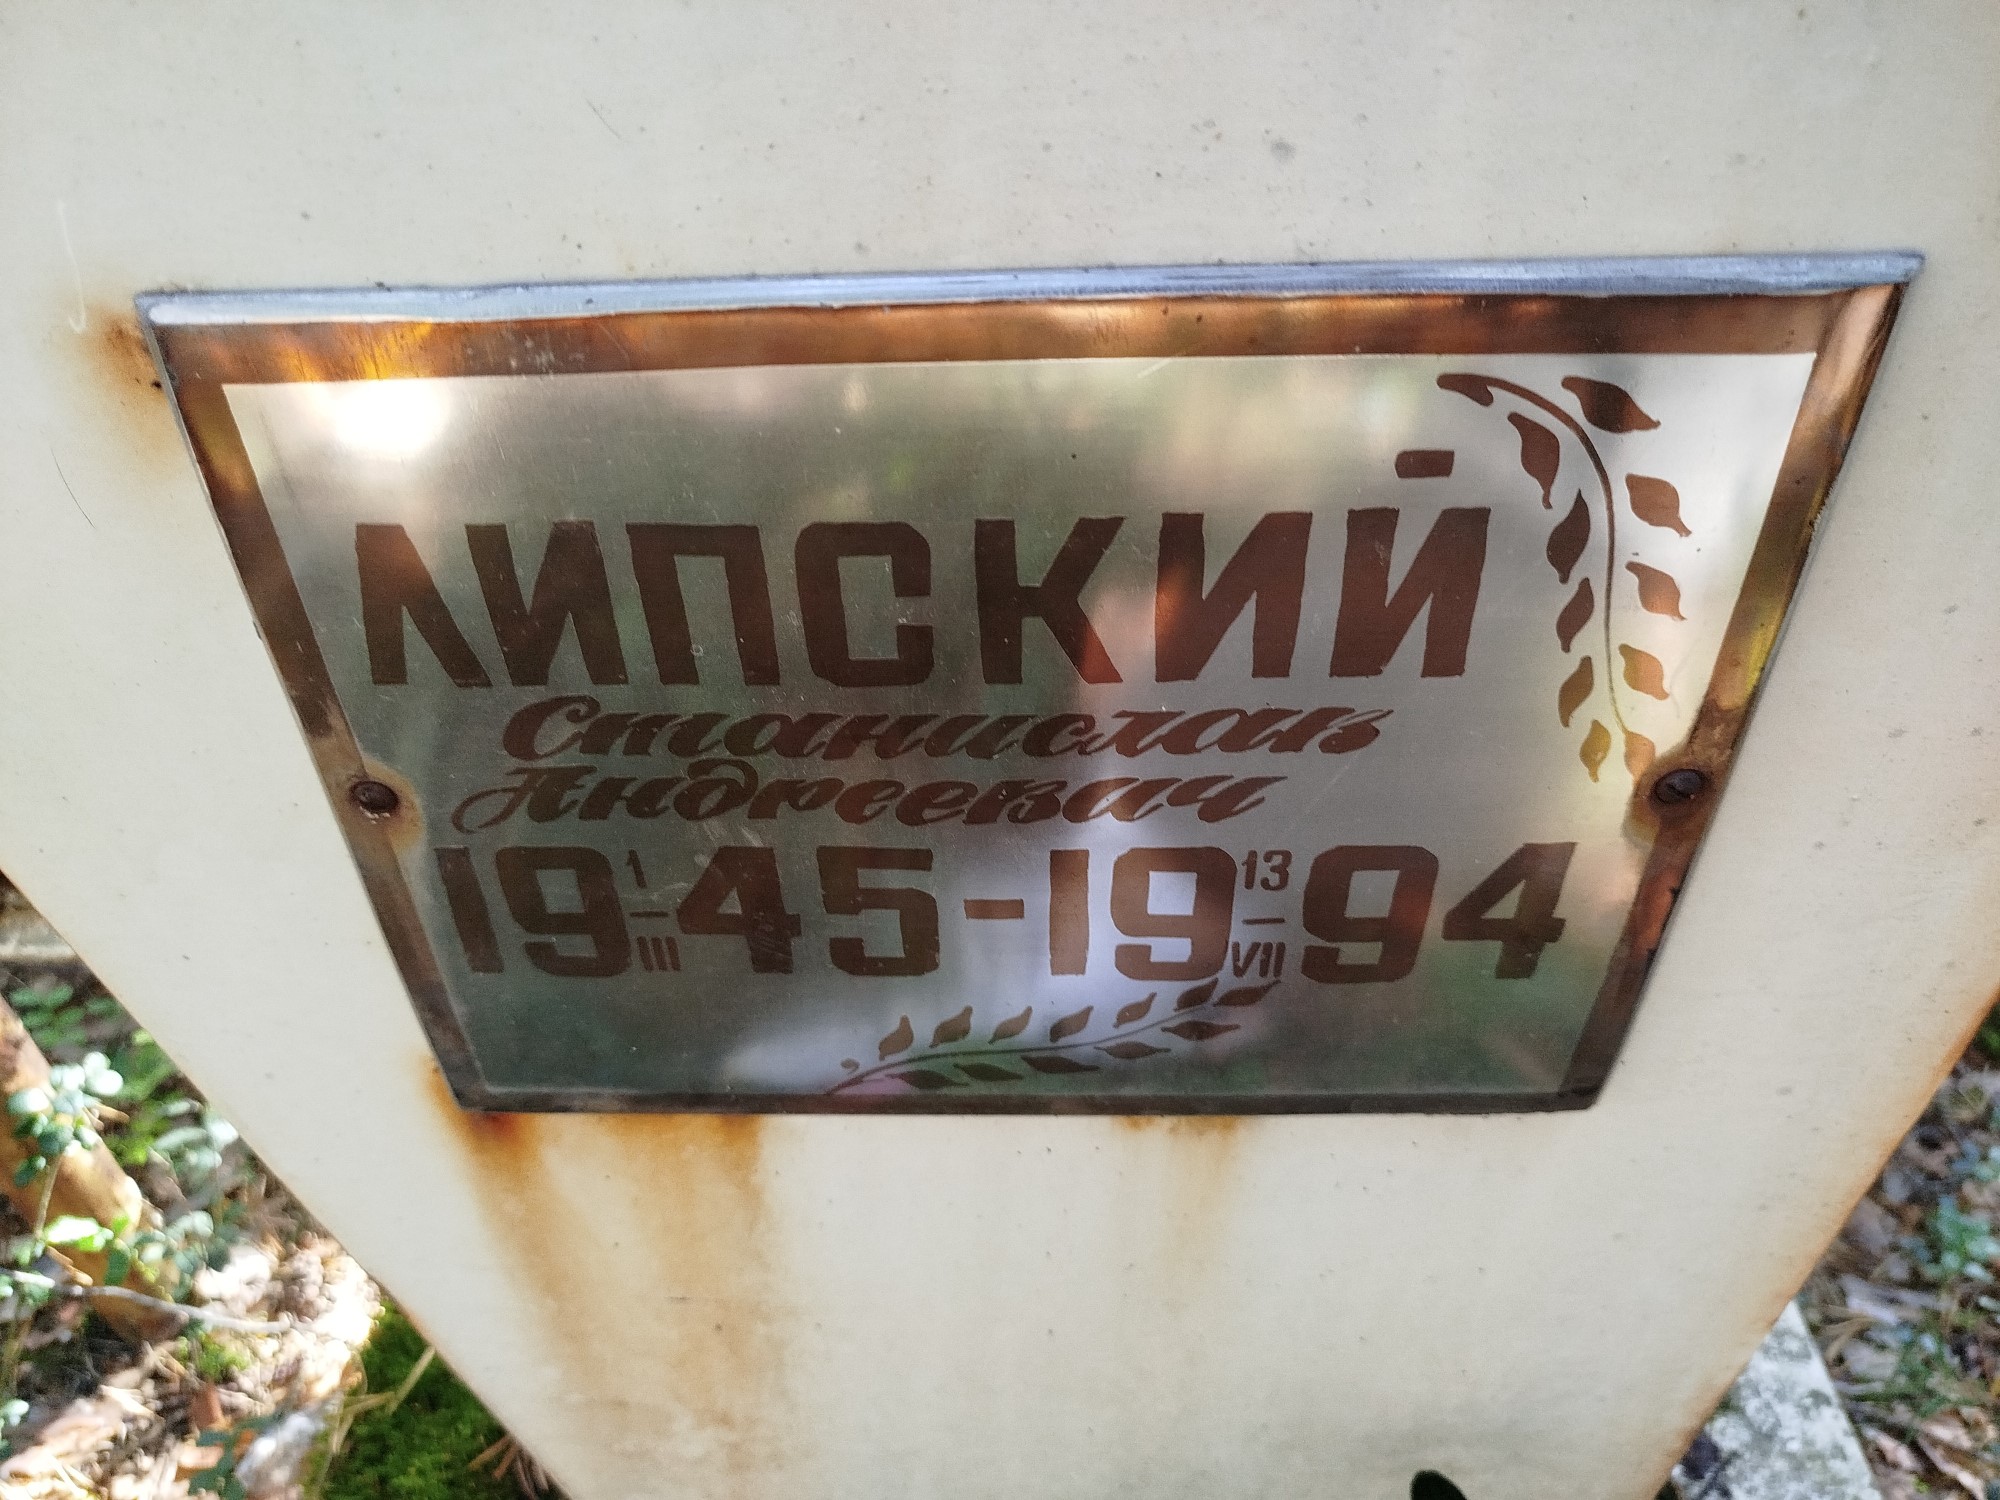 ЛИПСКИЙ
Станислав
Андреевич
19 1/III 45-19 13/VII 94